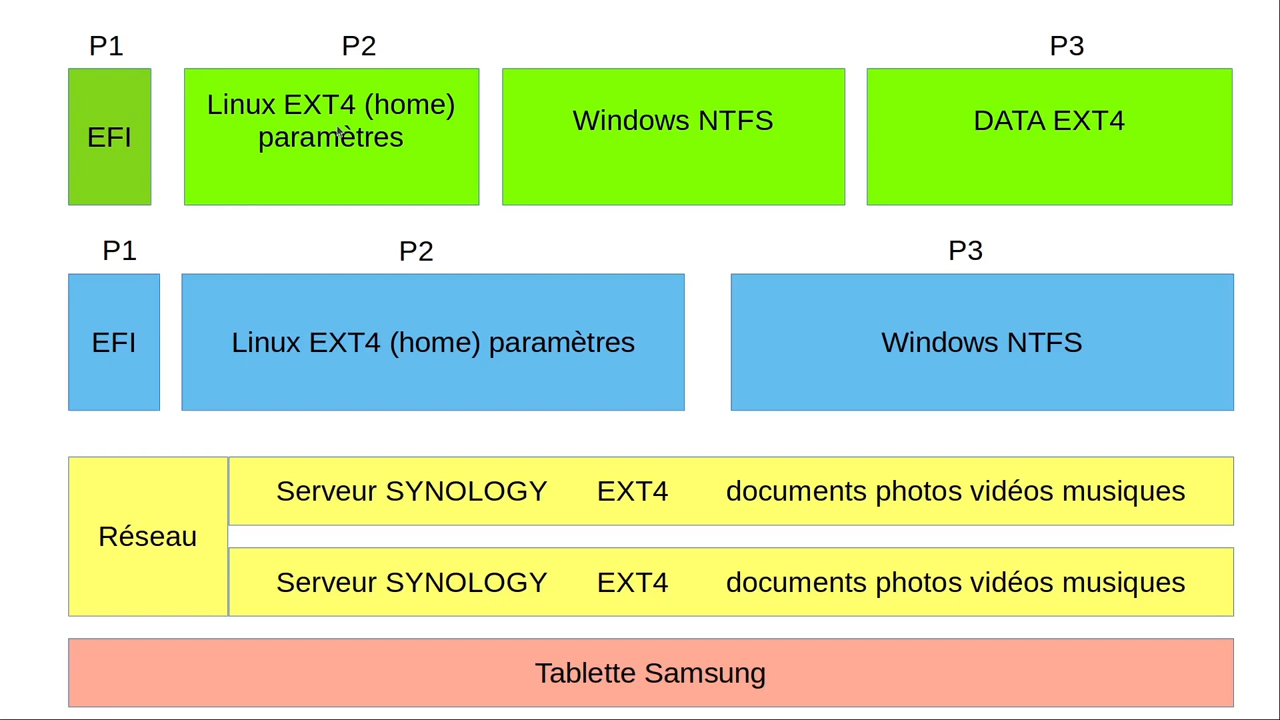 P1
P2
P3
EFI
Linux EXT4 (home)
paramètres
Windows NTFS
DATA EXT4
P1
P2
P3
EFI
Linux EXT4 (home) paramètres
Windows NTFS
Réseau
Serveur SYNOLOGY EXT4 documents photos vidéos musiques
Serveur SYNOLOGY EXT4 documents photos vidéos musiques
Tablette Samsung